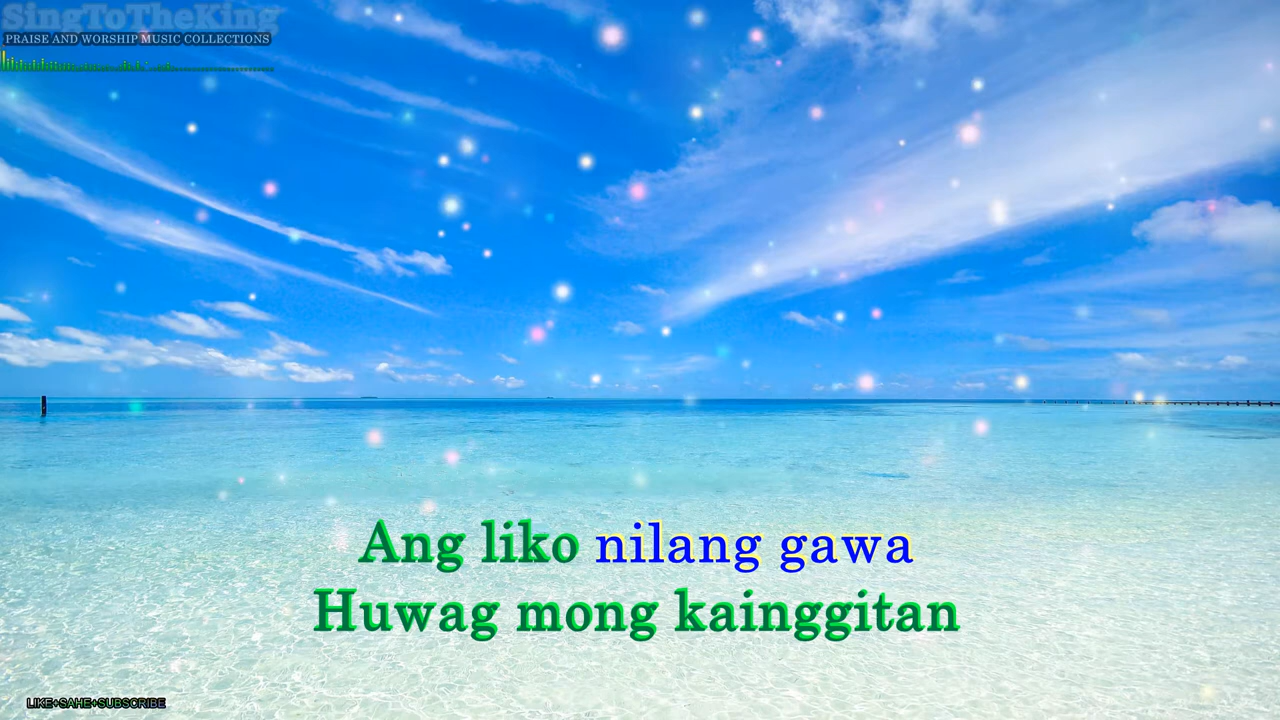 SingToTheKing
PRAISE AND WORSHIP MUSIC COLLECTIONS
Ang liko nilang gawa
Huwag mong kainggitan
LIKE+SAHE+SUBSCRIBE